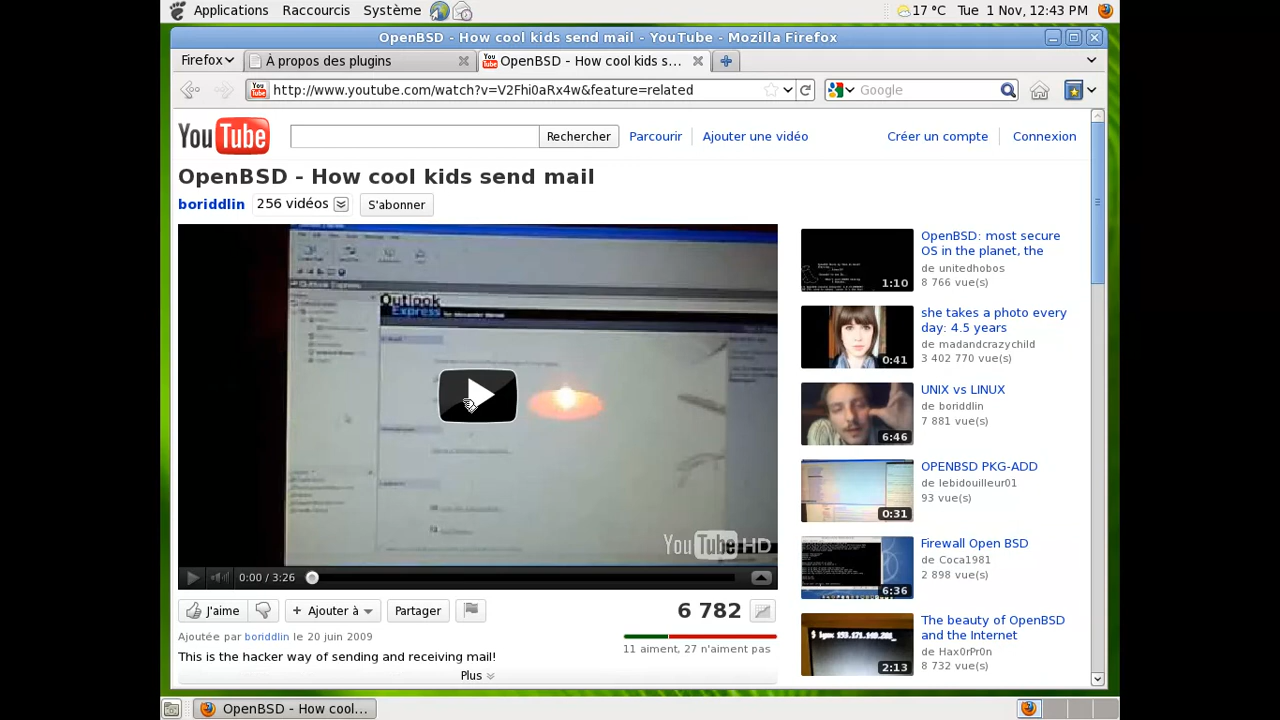 Applications Raccourcis Système 17 °C Tue 1 Nov, 12:43 PM
OpenBSD - How cool kids send mail - YouTube - Mozilla Firefox
Firefox À propos des plugins OpenBSD - How cool kids s...
http://www.youtube.com/watch?v=V2Fhi0aRx4w&feature=related Google
YouTube Rechercher Parcourir Ajouter une vidéo Créer un compte Connexion
OpenBSD - How cool kids send mail
boriddlin 256 vidéos S'abonner
Outlook
Express
YouTube HD
0:00 / 3:26
J'aime + Ajouter à Partager 6 782
Ajoutée par boriddlin le 20 juin 2009
11 aiment, 27 n'aiment pas
This is the hacker way of sending and receiving mail!
Plus
OpenBSD: most secure
OS in the planet, the
de unitedhobos
8 766 vue(s)
1:10
she takes a photo every
day: 4.5 years
de madandcrazychild
3 402 770 vue(s)
0:41
UNIX vs LINUX
de boriddlin
7 881 vue(s)
6:46
OPENBSD PKG-ADD
de lebidouilleur01
93 vue(s)
0:31
Firewall Open BSD
de Coca1981
2 898 vue(s)
6:36
The beauty of OpenBSD
and the Internet
de Hax0rPr0n
8 732 vue(s)
2:13
OpenBSD - How cool...